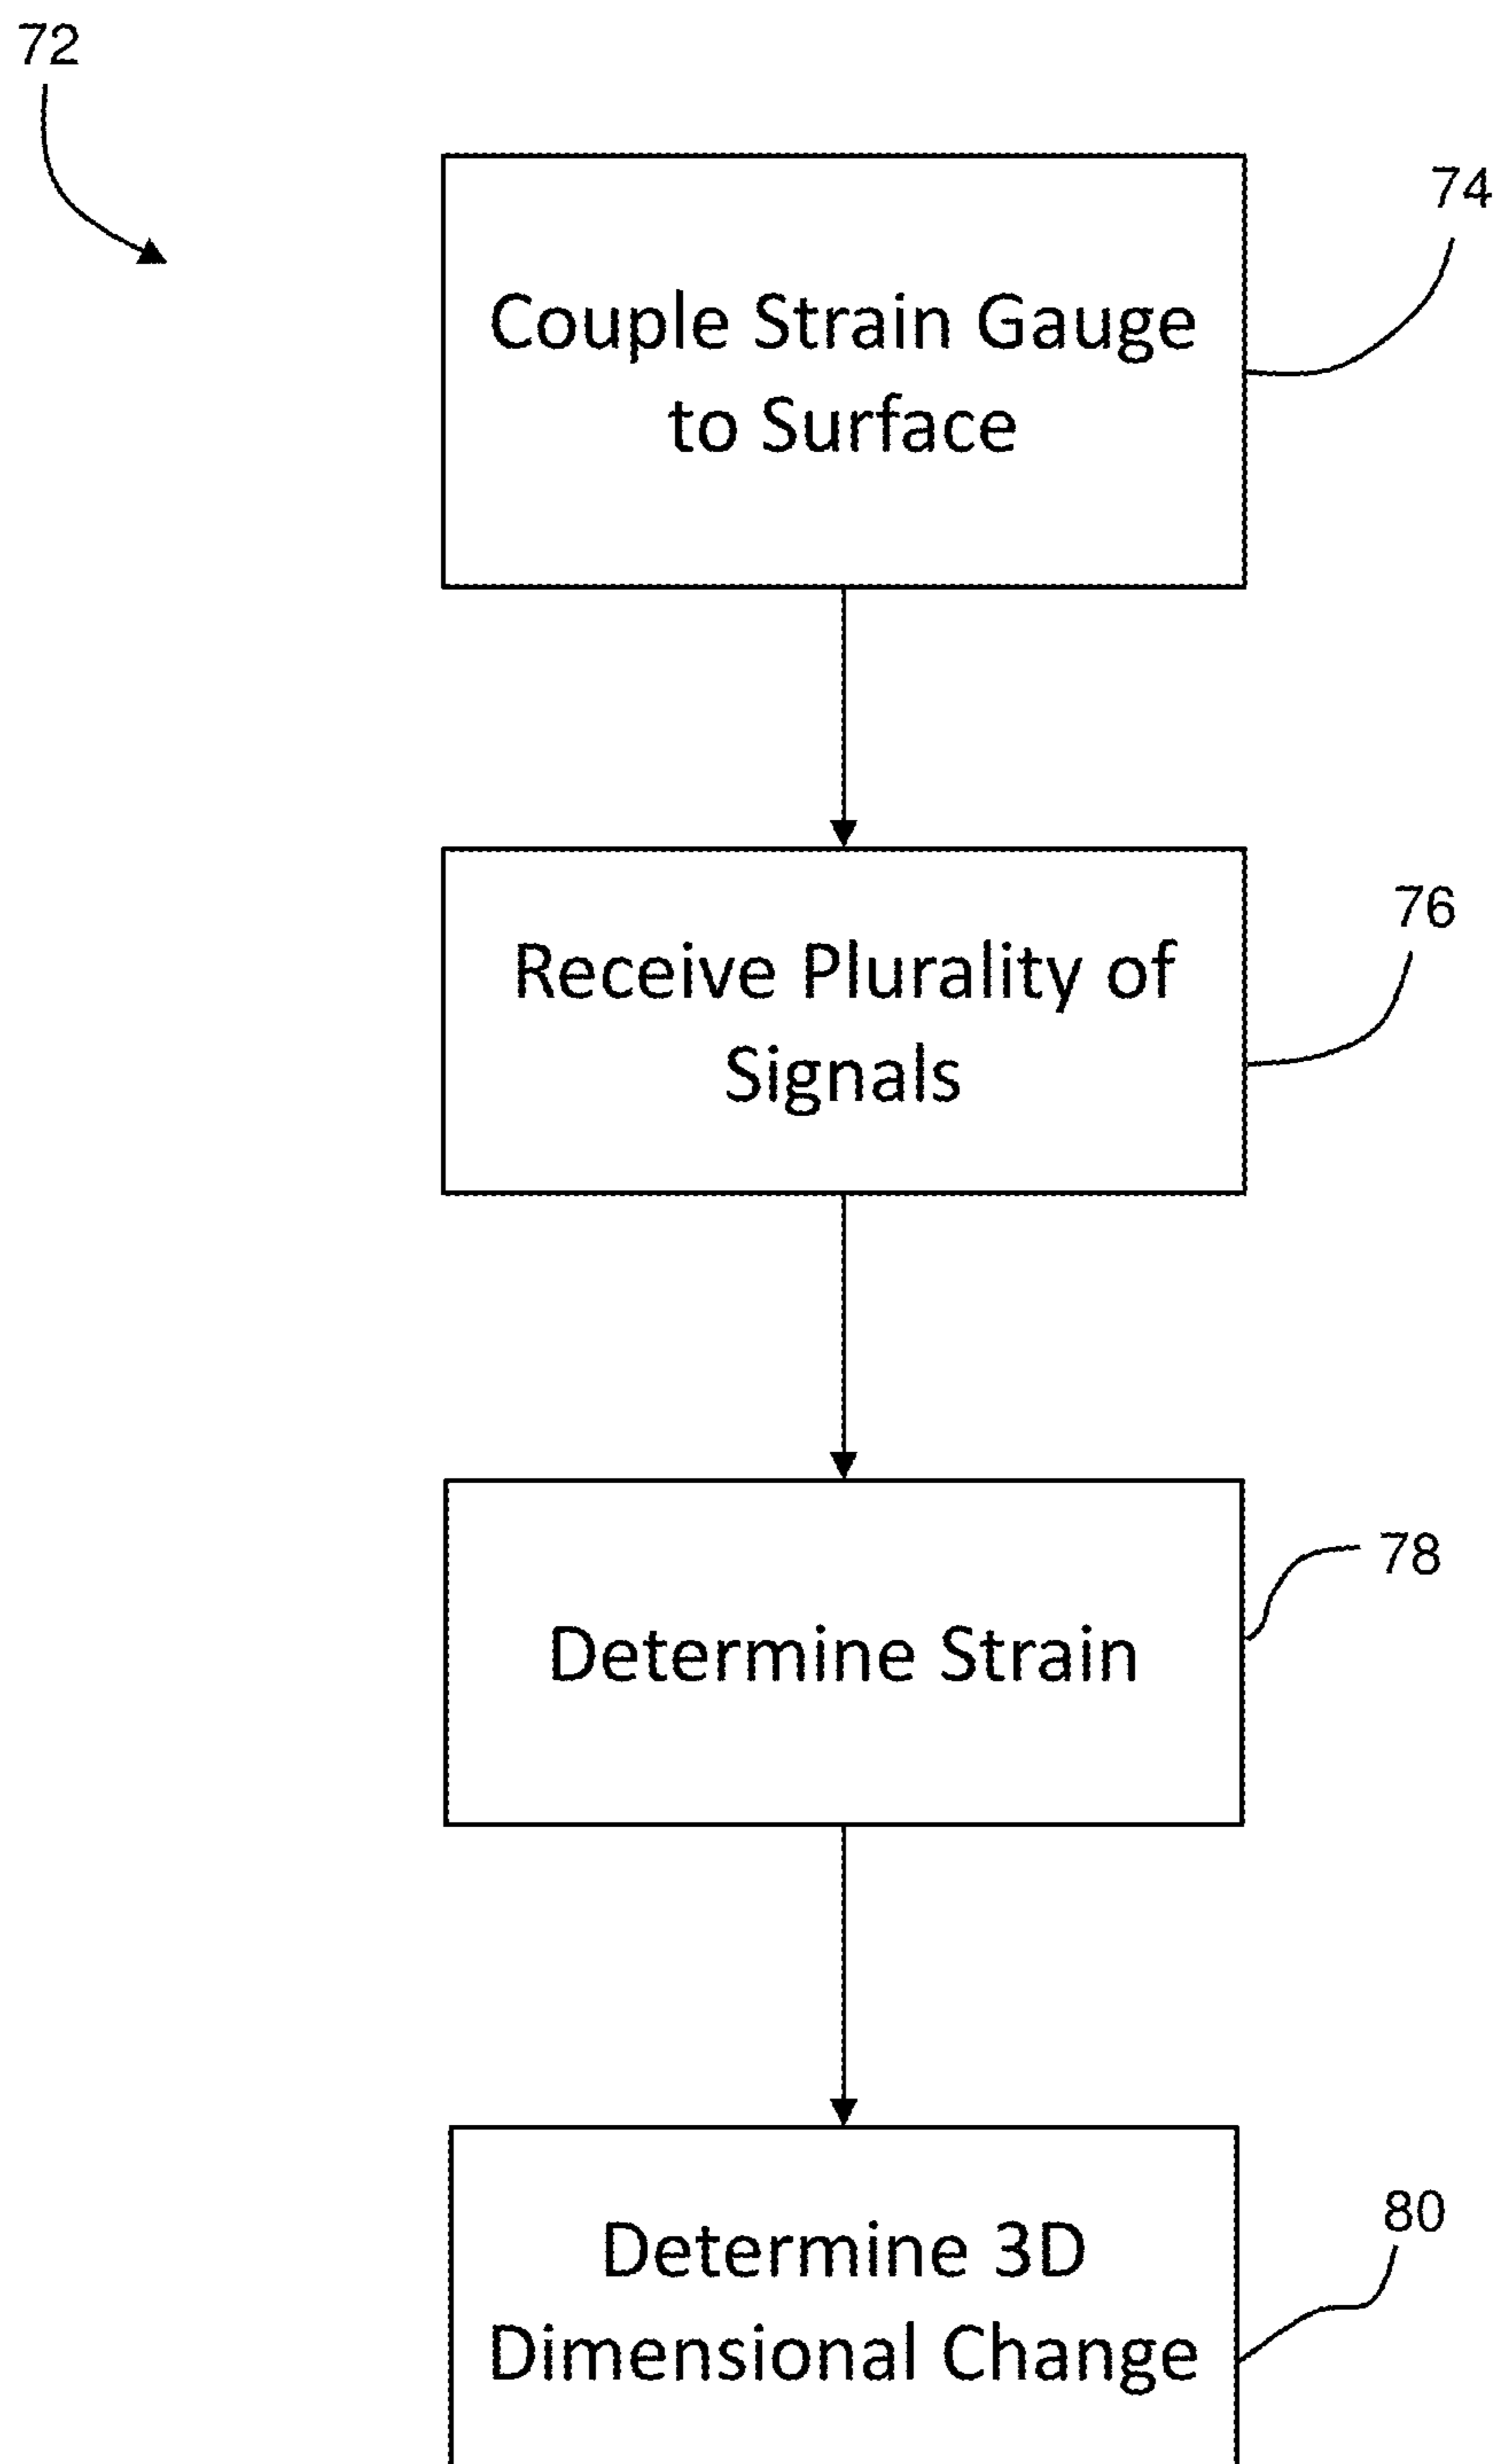 72
74
Couple Strain Gauge
to Surface
76
Receive Plurality of
Signals
78
Determine Strain
80
Determine 3D
Dimensional Change